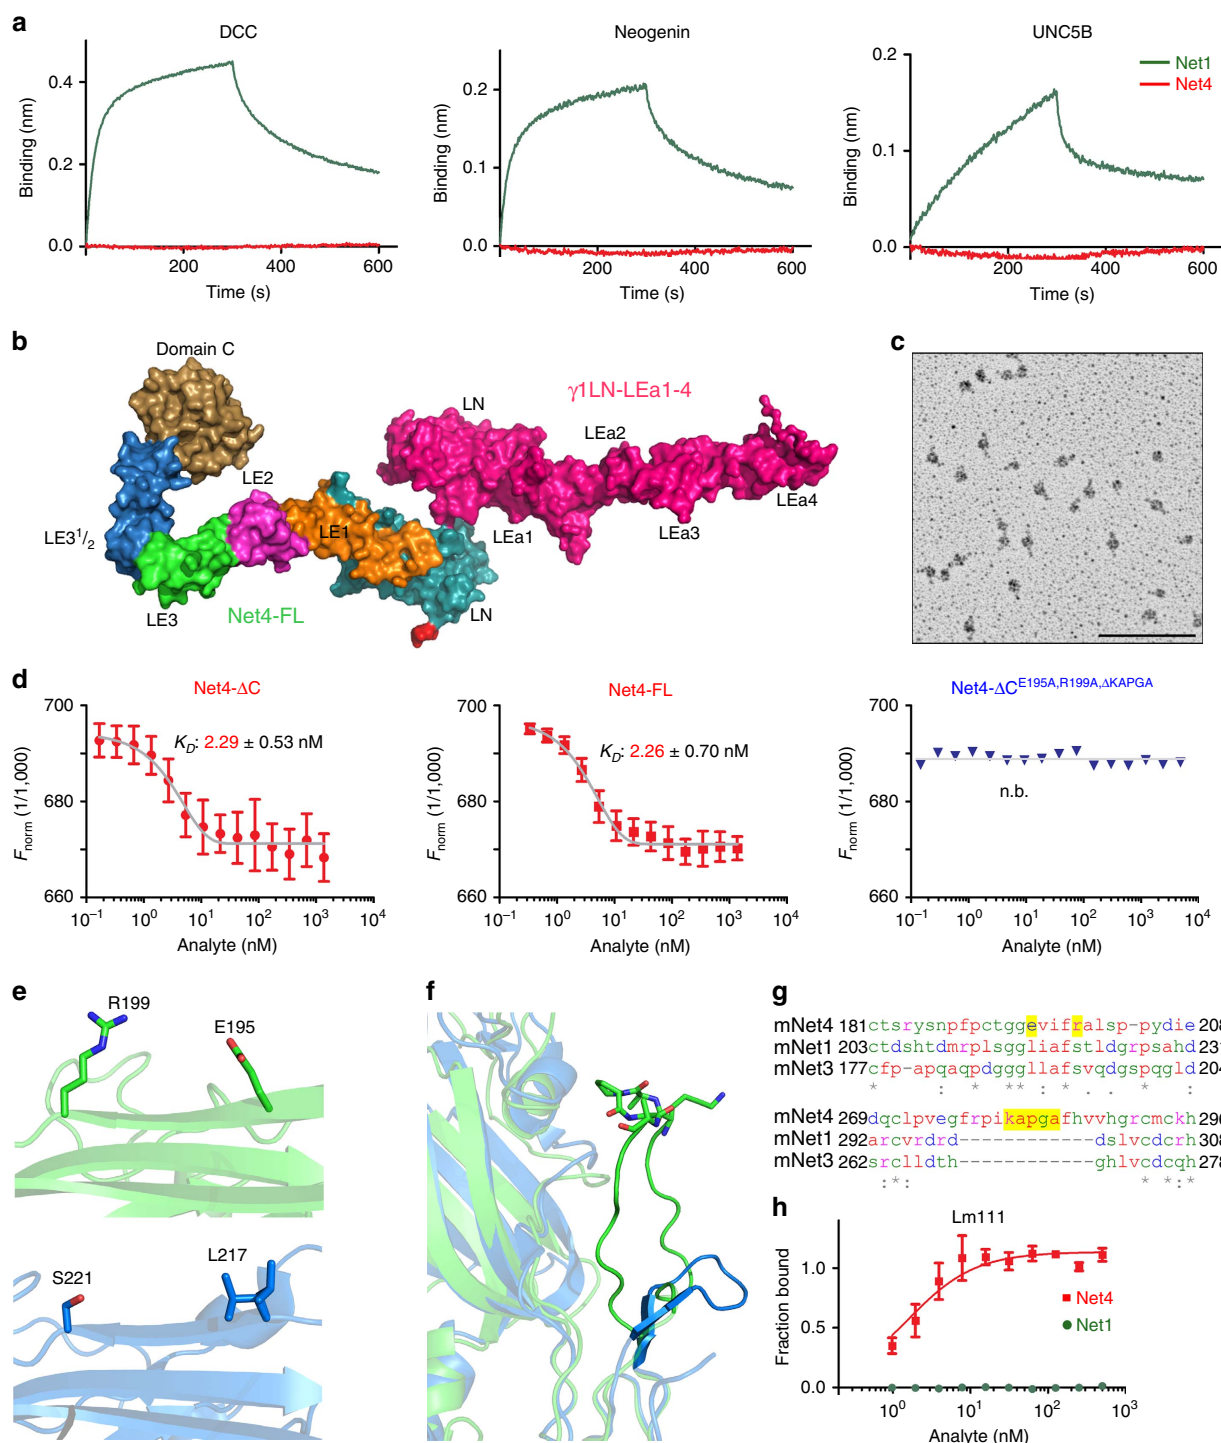 a
DCC
Neogenin
UNC5B
Net1
Net4
Binding (nm)
0.4
0.2
0.0
200
400
600
Time (s)
Binding (nm)
0.2
0.1
0.0
200
400
600
Time (s)
Binding (nm)
0.2
0.1
0.0
200
400
600
Time (s)
b
Domain C
LE2
LE3½
LE3
Net4-FL
LE1
LN
LN
γ1LN-LEa1-4
LEa2
LEa1
LEa3
LEa4
c
d
Net4-ΔC
K_D: 2.29 ± 0.53 nM
F_norm (1/1,000)
700
680
660
10⁻¹ 10⁰ 10¹ 10² 10³ 10⁴
Analyte (nM)
Net4-FL
K_D: 2.26 ± 0.70 nM
F_norm (1/1,000)
700
680
660
10⁻¹ 10⁰ 10¹ 10² 10³ 10⁴
Analyte (nM)
Net4-ΔC^E195A,R199A,ΔKAPGA
n.b.
F_norm (1/1,000)
700
680
660
10⁻¹ 10⁰ 10¹ 10² 10³ 10⁴
Analyte (nM)
e
R199
E195
S221
L217
f
g
mNet4 181ctsrysnpfpctggevifralsp-pydie 208
mNet1 203ctdshtdmrplsggliafstldgrpsahd 231
mNet3 177cfp-apqaqpdgggllafsvqdgspqgld 204
* : * ** : * * :
mNet4 269dqclpvegfrpikapgafhvvhgrcmckh 296
mNet1 292arcvrdrd------------dslvcdcrh 308
mNet3 262srclldth------------ghlvcdcqh 278
:*: * *:*
h
Lm111
Fraction bound
1.0
0.5
0.0
Net4
Net1
10⁰ 10¹ 10² 10³
Analyte (nM)